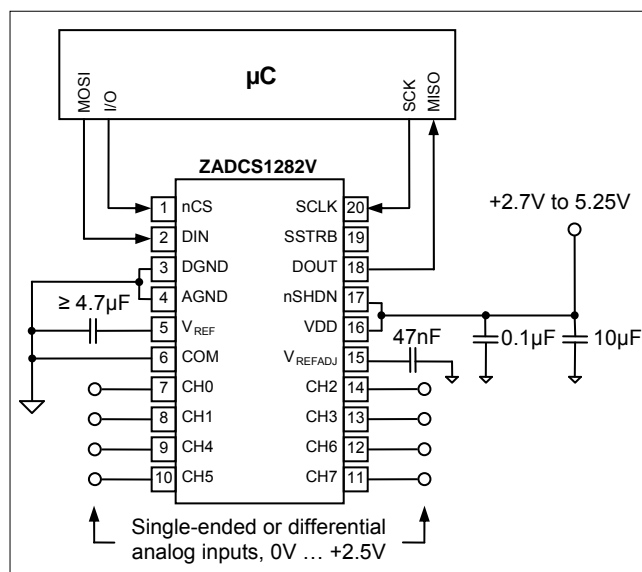 µC
MOSI
I/O
SCK
MISO
ZADCS1282V
1 nCS SCLK 20
2 DIN SSTRB 19
3 DGND DOUT 18
4 AGND nSHDN 17
5 VREF VDD 16
6 COM VREFADJ 15
7 CH0 CH2 14
8 CH1 CH3 13
9 CH4 CH6 12
10 CH5 CH7 11
≥ 4.7µF
+2.7V to 5.25V
47nF
0.1µF
10µF
Single-ended or differential
analog inputs, 0V … +2.5V